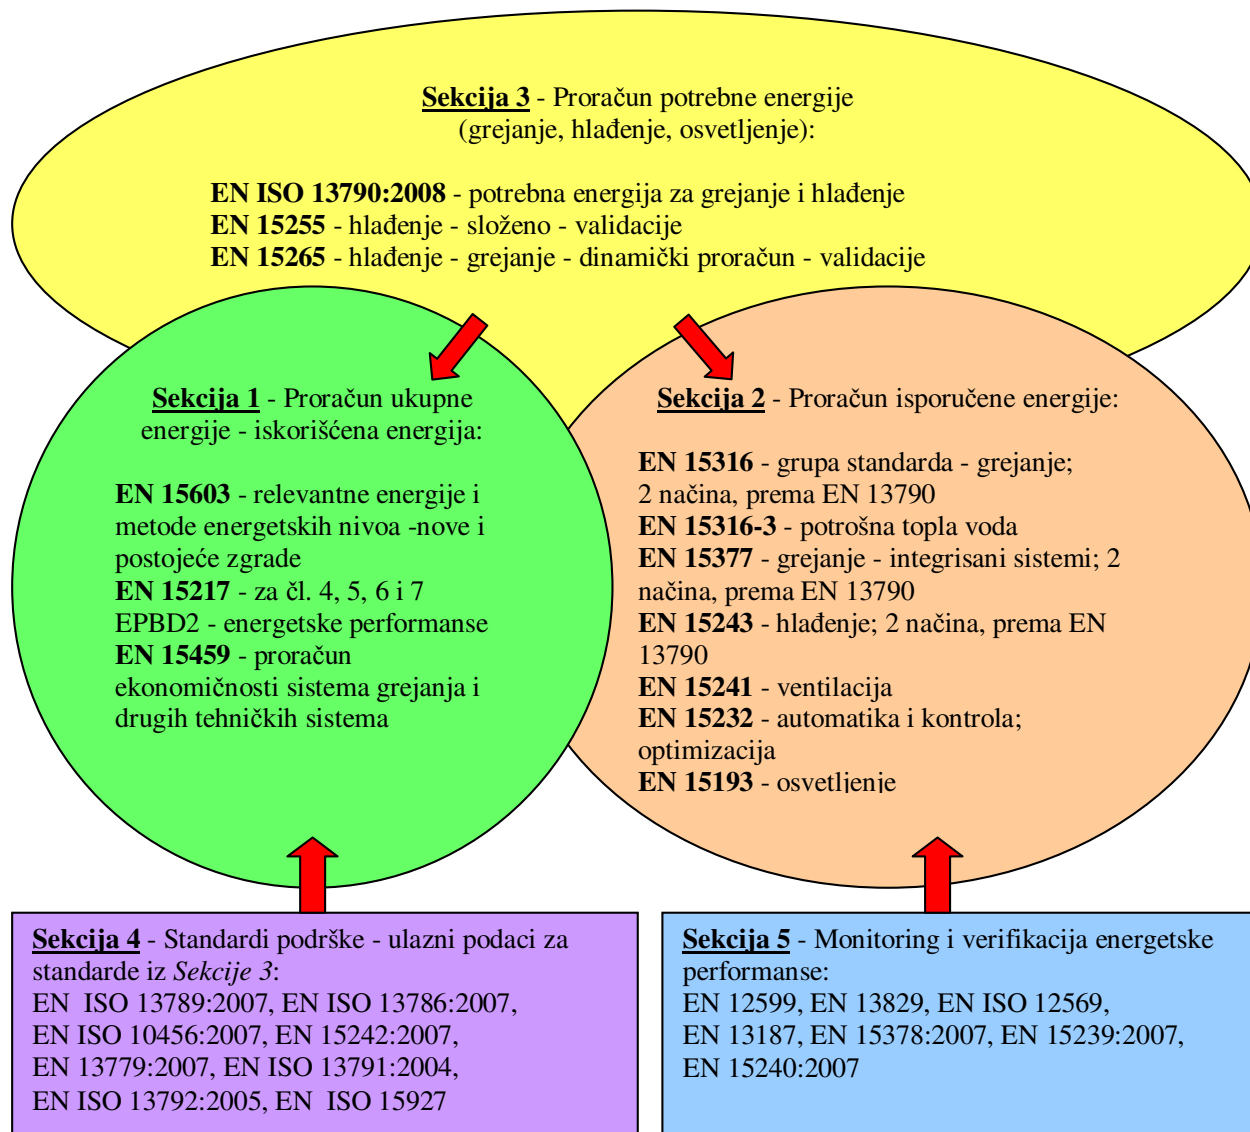 Sekcija 3 - Proračun potrebne energije
(grejanje, hlađenje, osvetljenje):
EN ISO 13790:2008 - potrebna energija za grejanje i hlađenje
EN 15255 - hlađenje - složeno - validacije
EN 15265 - hlađenje - grejanje - dinamički proračun - validacije
Sekcija 1 - Proračun ukupne
energije - iskorišćena energija:
EN 15603 - relevantne energije i
metode energetskih nivoa -nove i
postojeće zgrade
EN 15217 - za čl. 4, 5, 6 i 7
EPBD2 - energetske performanse
EN 15459 - proračun
ekonomičnosti sistema grejanja i
drugih tehničkih sistema
Sekcija 2 - Proračun isporučene energije:
EN 15316 - grupa standarda - grejanje;
2 načina, prema EN 13790
EN 15316-3 - potrošna topla voda
EN 15377 - grejanje - integrisani sistemi; 2
načina, prema EN 13790
EN 15243 - hlađenje; 2 načina, prema EN
13790
EN 15241 - ventilacija
EN 15232 - automatika i kontrola;
optimizacija
EN 15193 - osvetljenje
Sekcija 4 - Standardi podrške - ulazni podaci za
standarde iz Sekcije 3:
EN  ISO 13789:2007, EN ISO 13786:2007,
EN ISO 10456:2007, EN 15242:2007,
EN 13779:2007, EN ISO 13791:2004,
EN ISO 13792:2005, EN  ISO 15927
Sekcija 5 - Monitoring i verifikacija energetske
performanse:
EN 12599, EN 13829, EN ISO 12569,
EN 13187, EN 15378:2007, EN 15239:2007,
EN 15240:2007